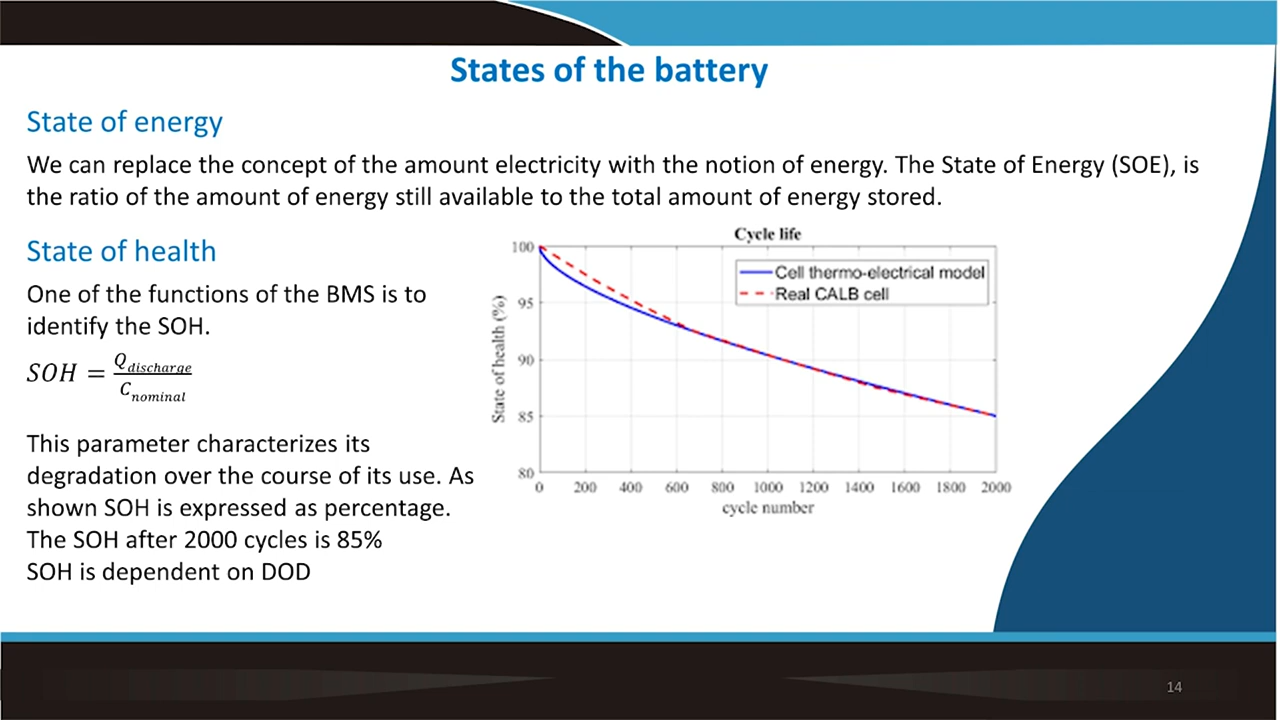 States of the battery
State of energy
We can replace the concept of the amount electricity with the notion of energy. The State of Energy (SOE), is
the ratio of the amount of energy still available to the total amount of energy stored.
State of health
One of the functions of the BMS is to
identify the SOH.
SOH = Q_discharge / C_nominal
This parameter characterizes its
degradation over the course of its use. As
shown SOH is expressed as percentage.
The SOH after 2000 cycles is 85%
SOH is dependent on DOD
Cycle life
Cell thermo-electrical model
Real CALB cell
State of health (%)
100
95
90
85
80
0 200 400 600 800 1000 1200 1400 1600 1800 2000
cycle number
14